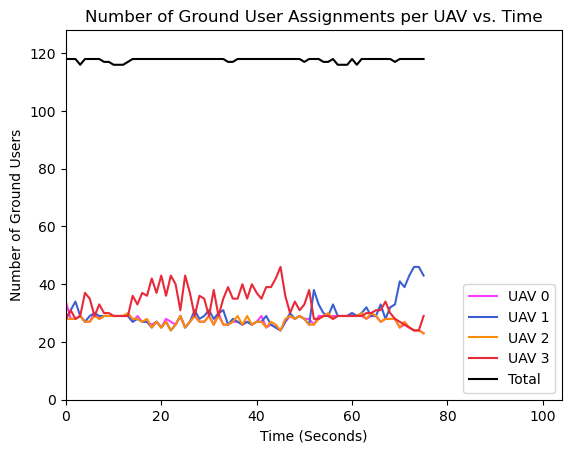 Number of Ground User Assignments per UAV vs. Time
Number of Ground Users
120
100
80
60
40
20
0
0 20 40 60 80 100
Time (Seconds)
UAV 0
UAV 1
UAV 2
UAV 3
Total